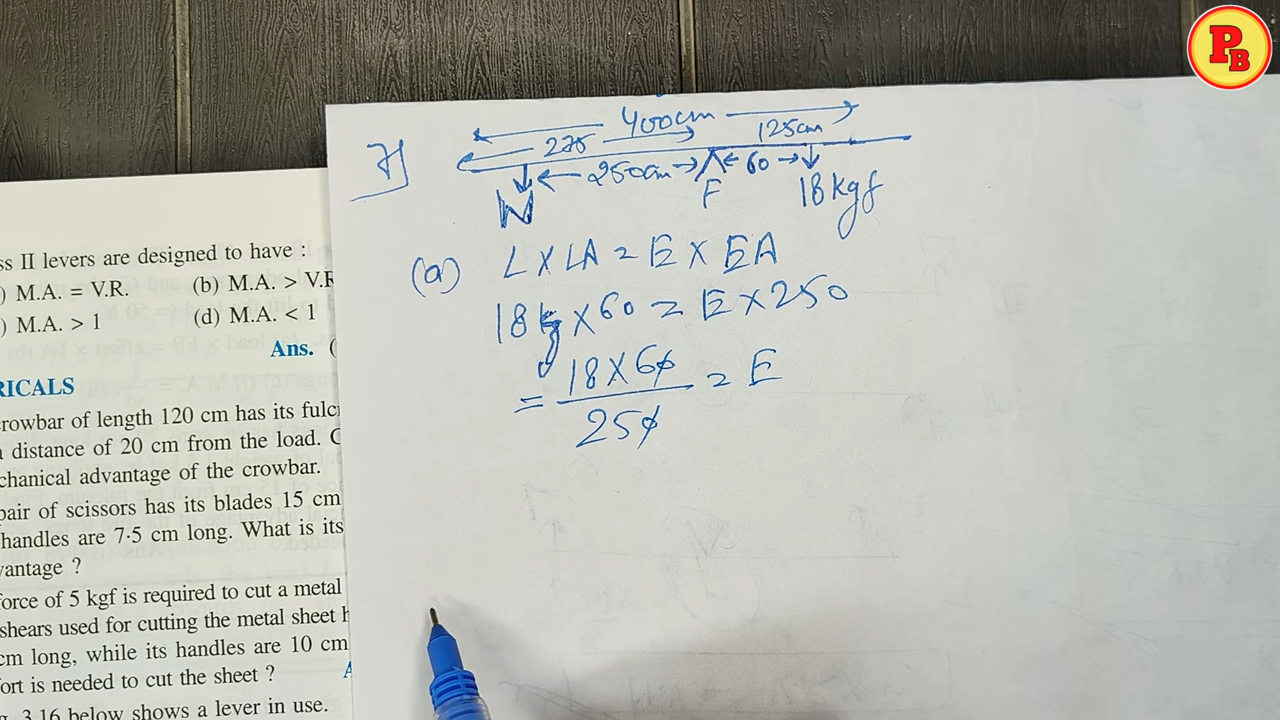 PB
400cm
7)
275
125cm
250cm
60
W
F
18 kgf
(a) L X LA = E X EA
18 kg X 60 = E X 250
= 18 X 60 / 250 = E
ss II levers are designed to have :
) M.A. = V.R. (b) M.A. > V.R
) M.A. > 1 (d) M.A. < 1
Ans. (
RICALS
crowbar of length 120 cm has its fulcr
a distance of 20 cm from the load. C
chanical advantage of the crowbar.
pair of scissors has its blades 15 cm
handles are 7·5 cm long. What is its
vantage ?
force of 5 kgf is required to cut a metal
shears used for cutting the metal sheet
cm long, while its handles are 10 cm
fort is needed to cut the sheet ?
g. 3.16 below shows a lever in use.